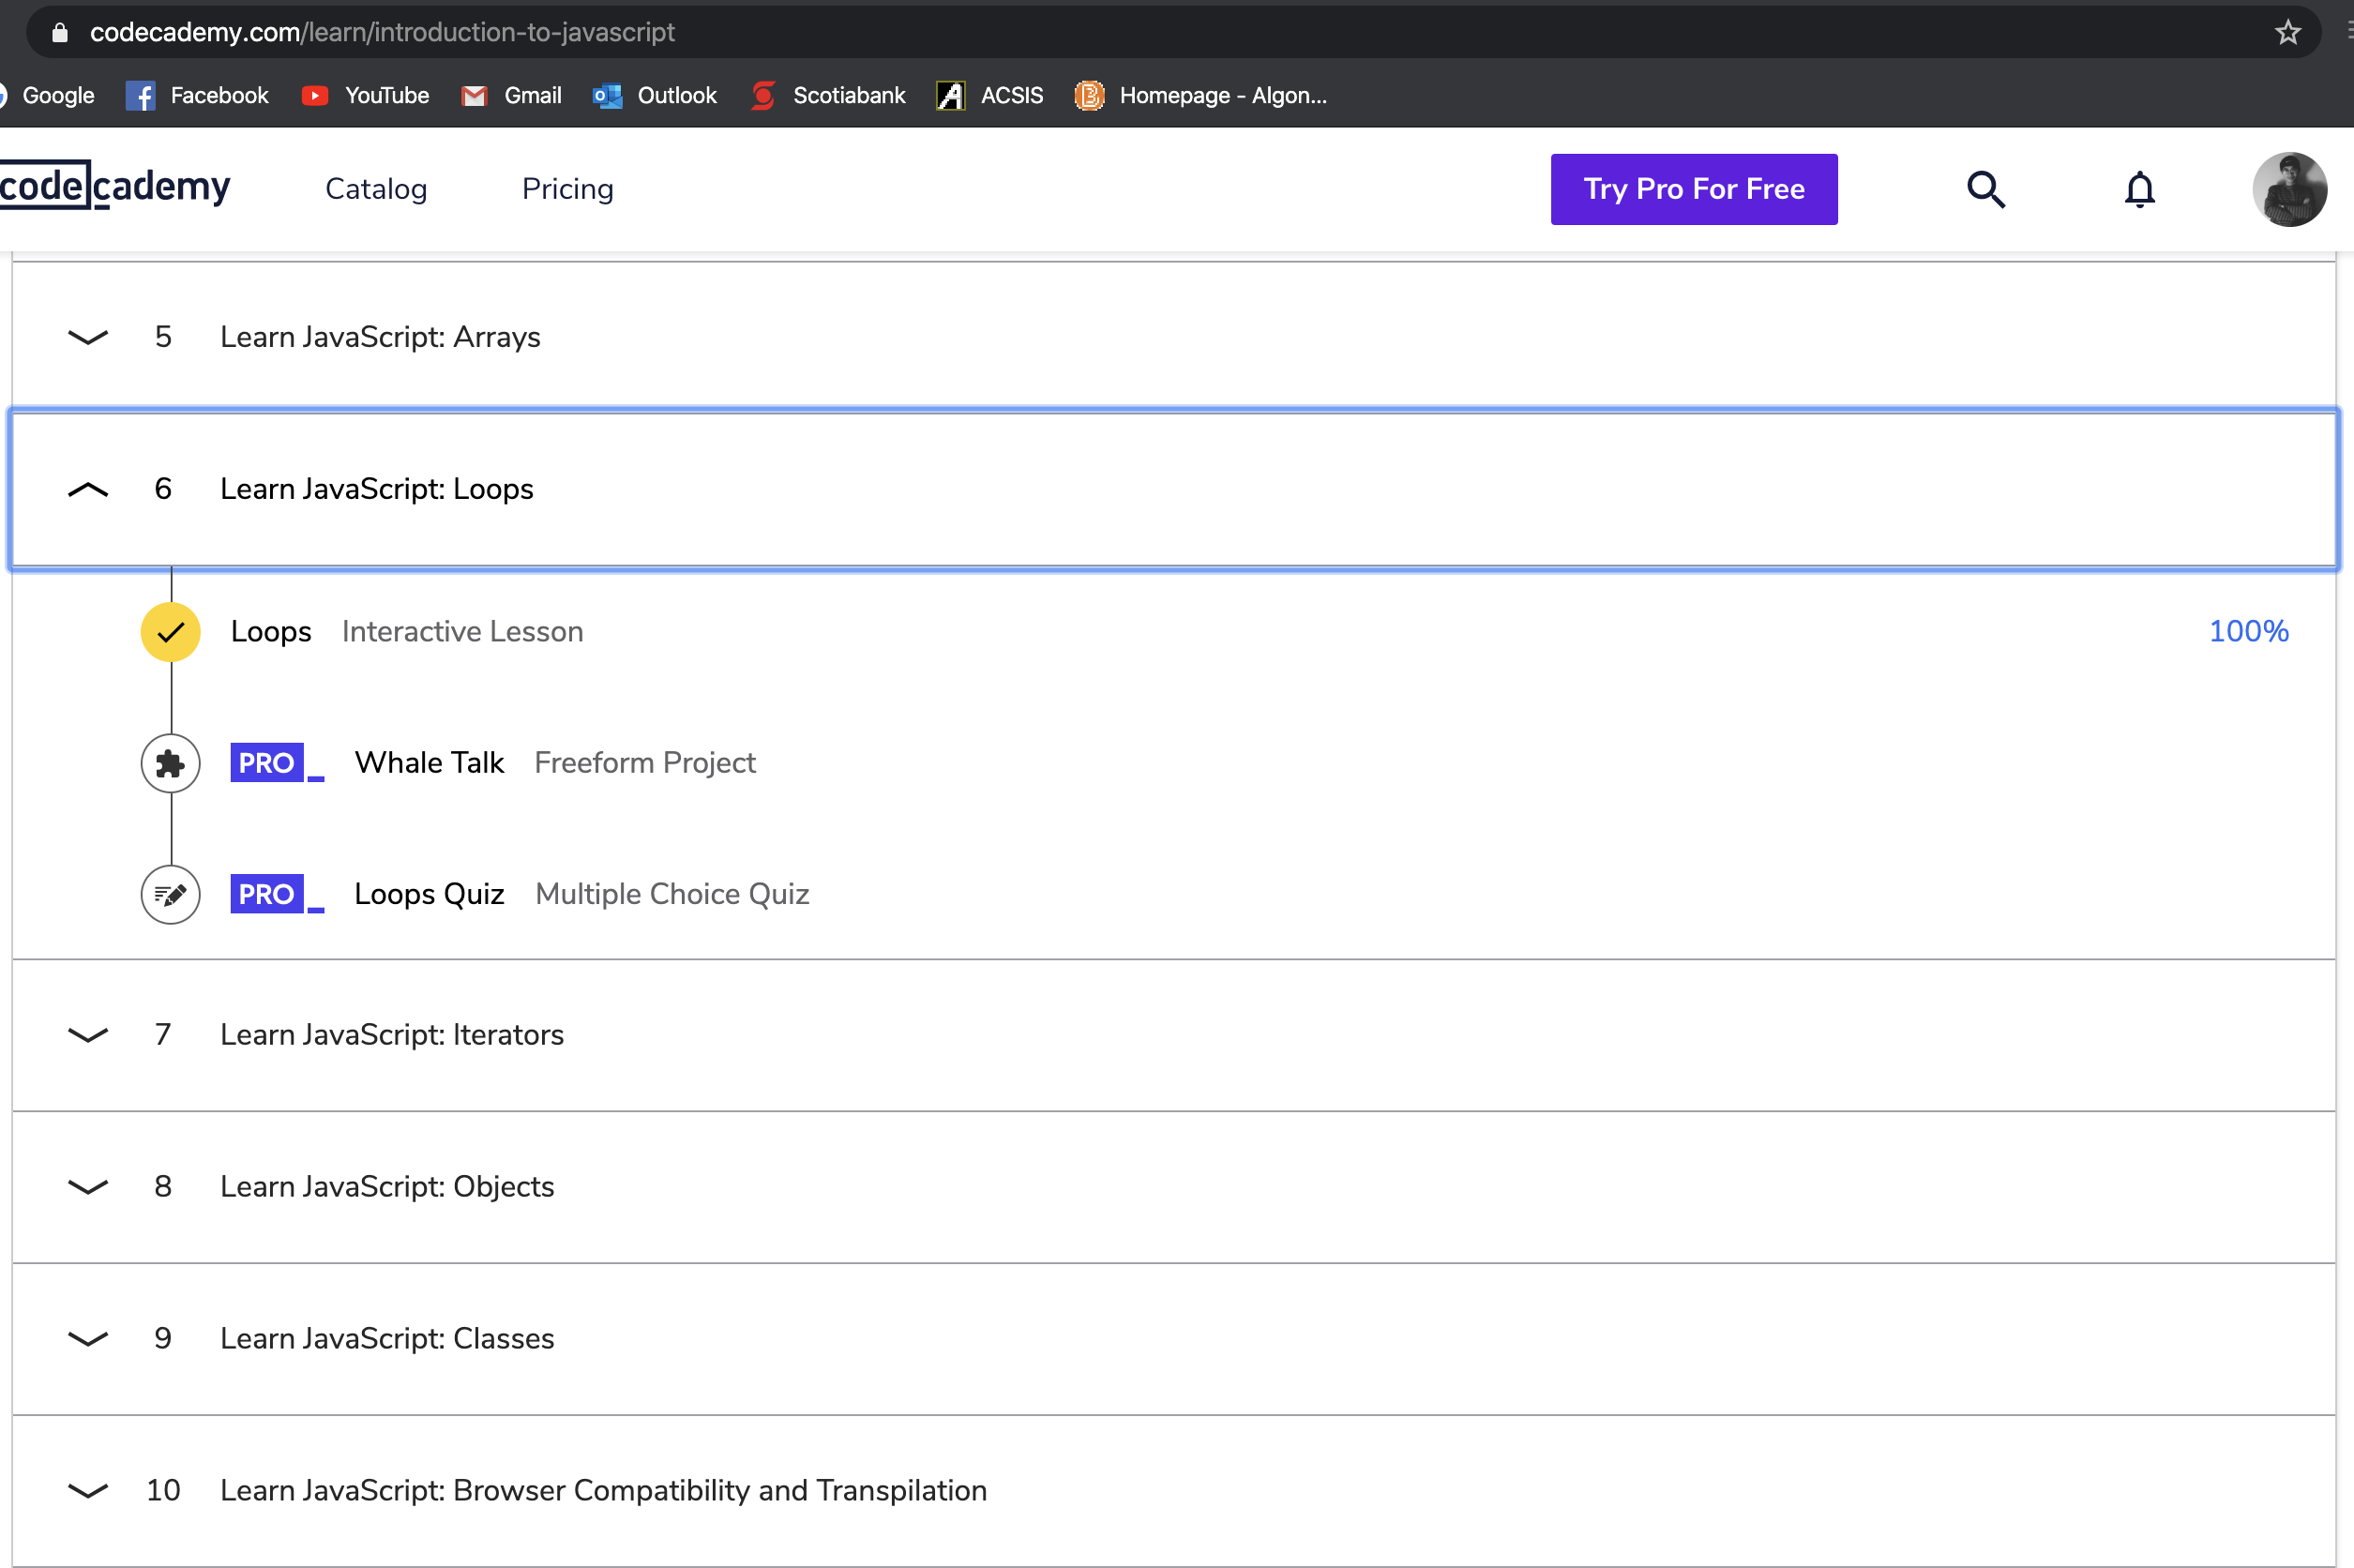 codecademy.com/learn/introduction-to-javascript
Google Facebook YouTube Gmail Outlook Scotiabank ACSIS Homepage - Algon...
codecademy Catalog Pricing Try Pro For Free
5 Learn JavaScript: Arrays
6 Learn JavaScript: Loops
Loops Interactive Lesson 100%
PRO Whale Talk Freeform Project
PRO Loops Quiz Multiple Choice Quiz
7 Learn JavaScript: Iterators
8 Learn JavaScript: Objects
9 Learn JavaScript: Classes
10 Learn JavaScript: Browser Compatibility and Transpilation